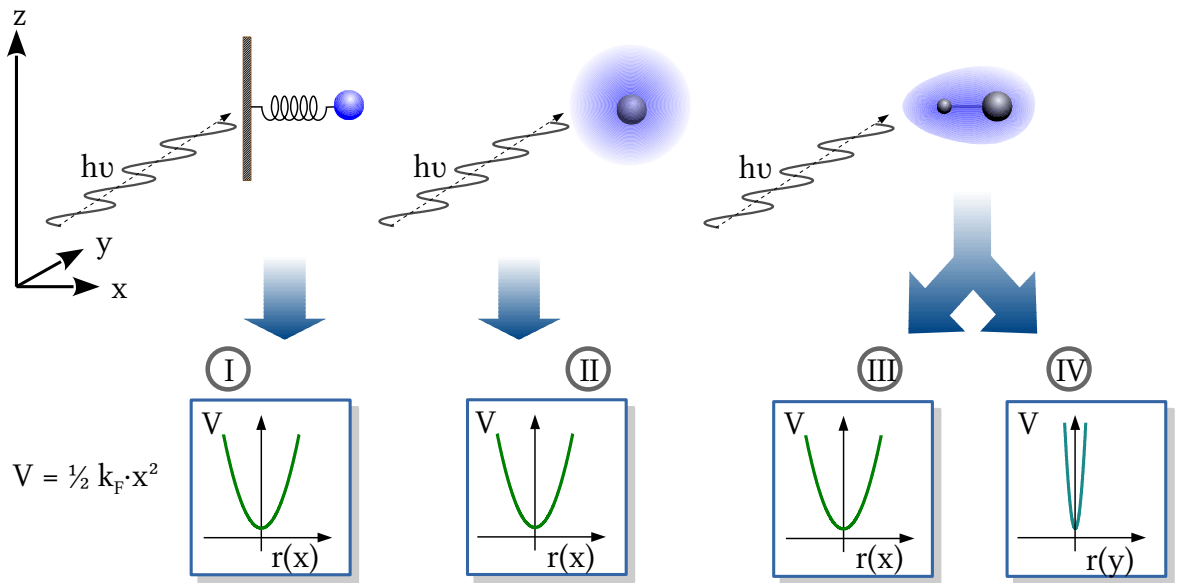 z
hυ
hυ
hυ
y
x
I
II
III
IV
V
V
V
V
V = ½ k_F·x²
r(x)
r(x)
r(x)
r(y)